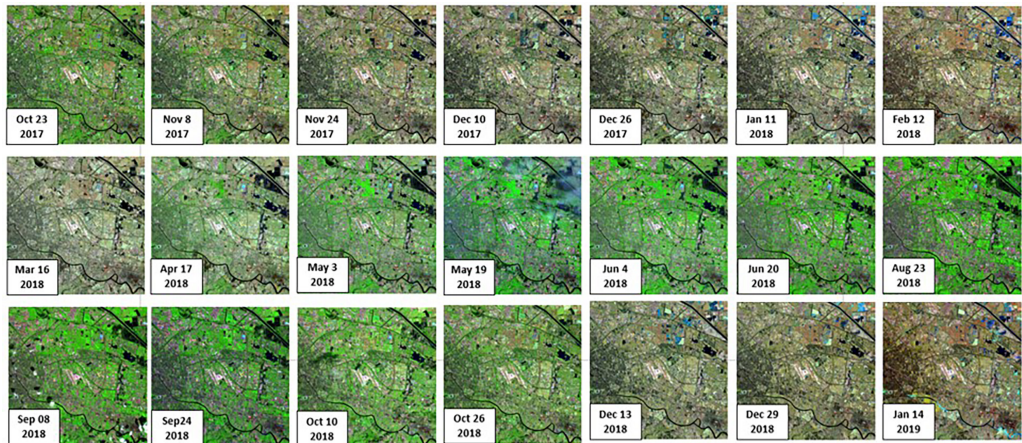 Oct 23
2017
Nov 8
2017
Nov 24
2017
Dec 10
2017
Dec 26
2017
Jan 11
2018
Feb 12
2018
Mar 16
2018
Apr 17
2018
May 3
2018
May 19
2018
Jun 4
2018
Jun 20
2018
Aug 23
2018
Sep 08
2018
Sep24
2018
Oct 10
2018
Oct 26
2018
Dec 13
2018
Dec 29
2018
Jan 14
2019